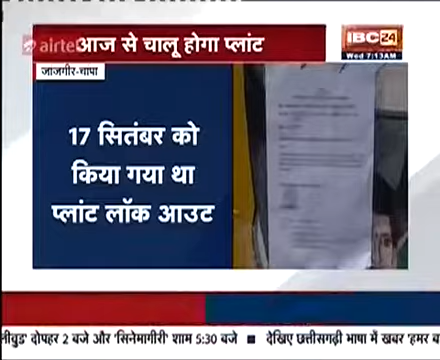 airtel
आज से चालू होगा प्लांट
IBC24
Wed 7:13AM
जाजगीर-चापा
17 सितंबर को
किया गया था
प्लांट लॉक आउट
दोपहर 2 बजे और 'सिनेमागीरी' शाम 5:30 बजे ■ देखिए छत्तीसगढ़ी भाषा में खबर 'हमर